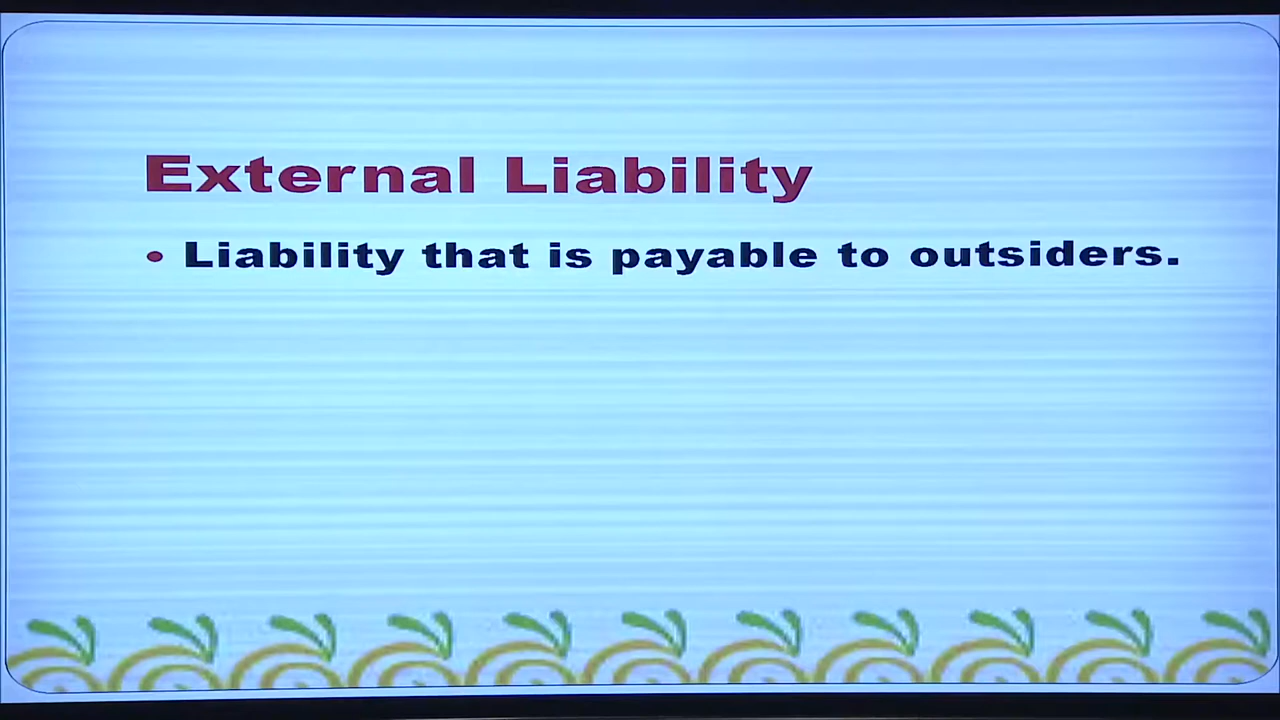 External Liability
• Liability that is payable to outsiders.